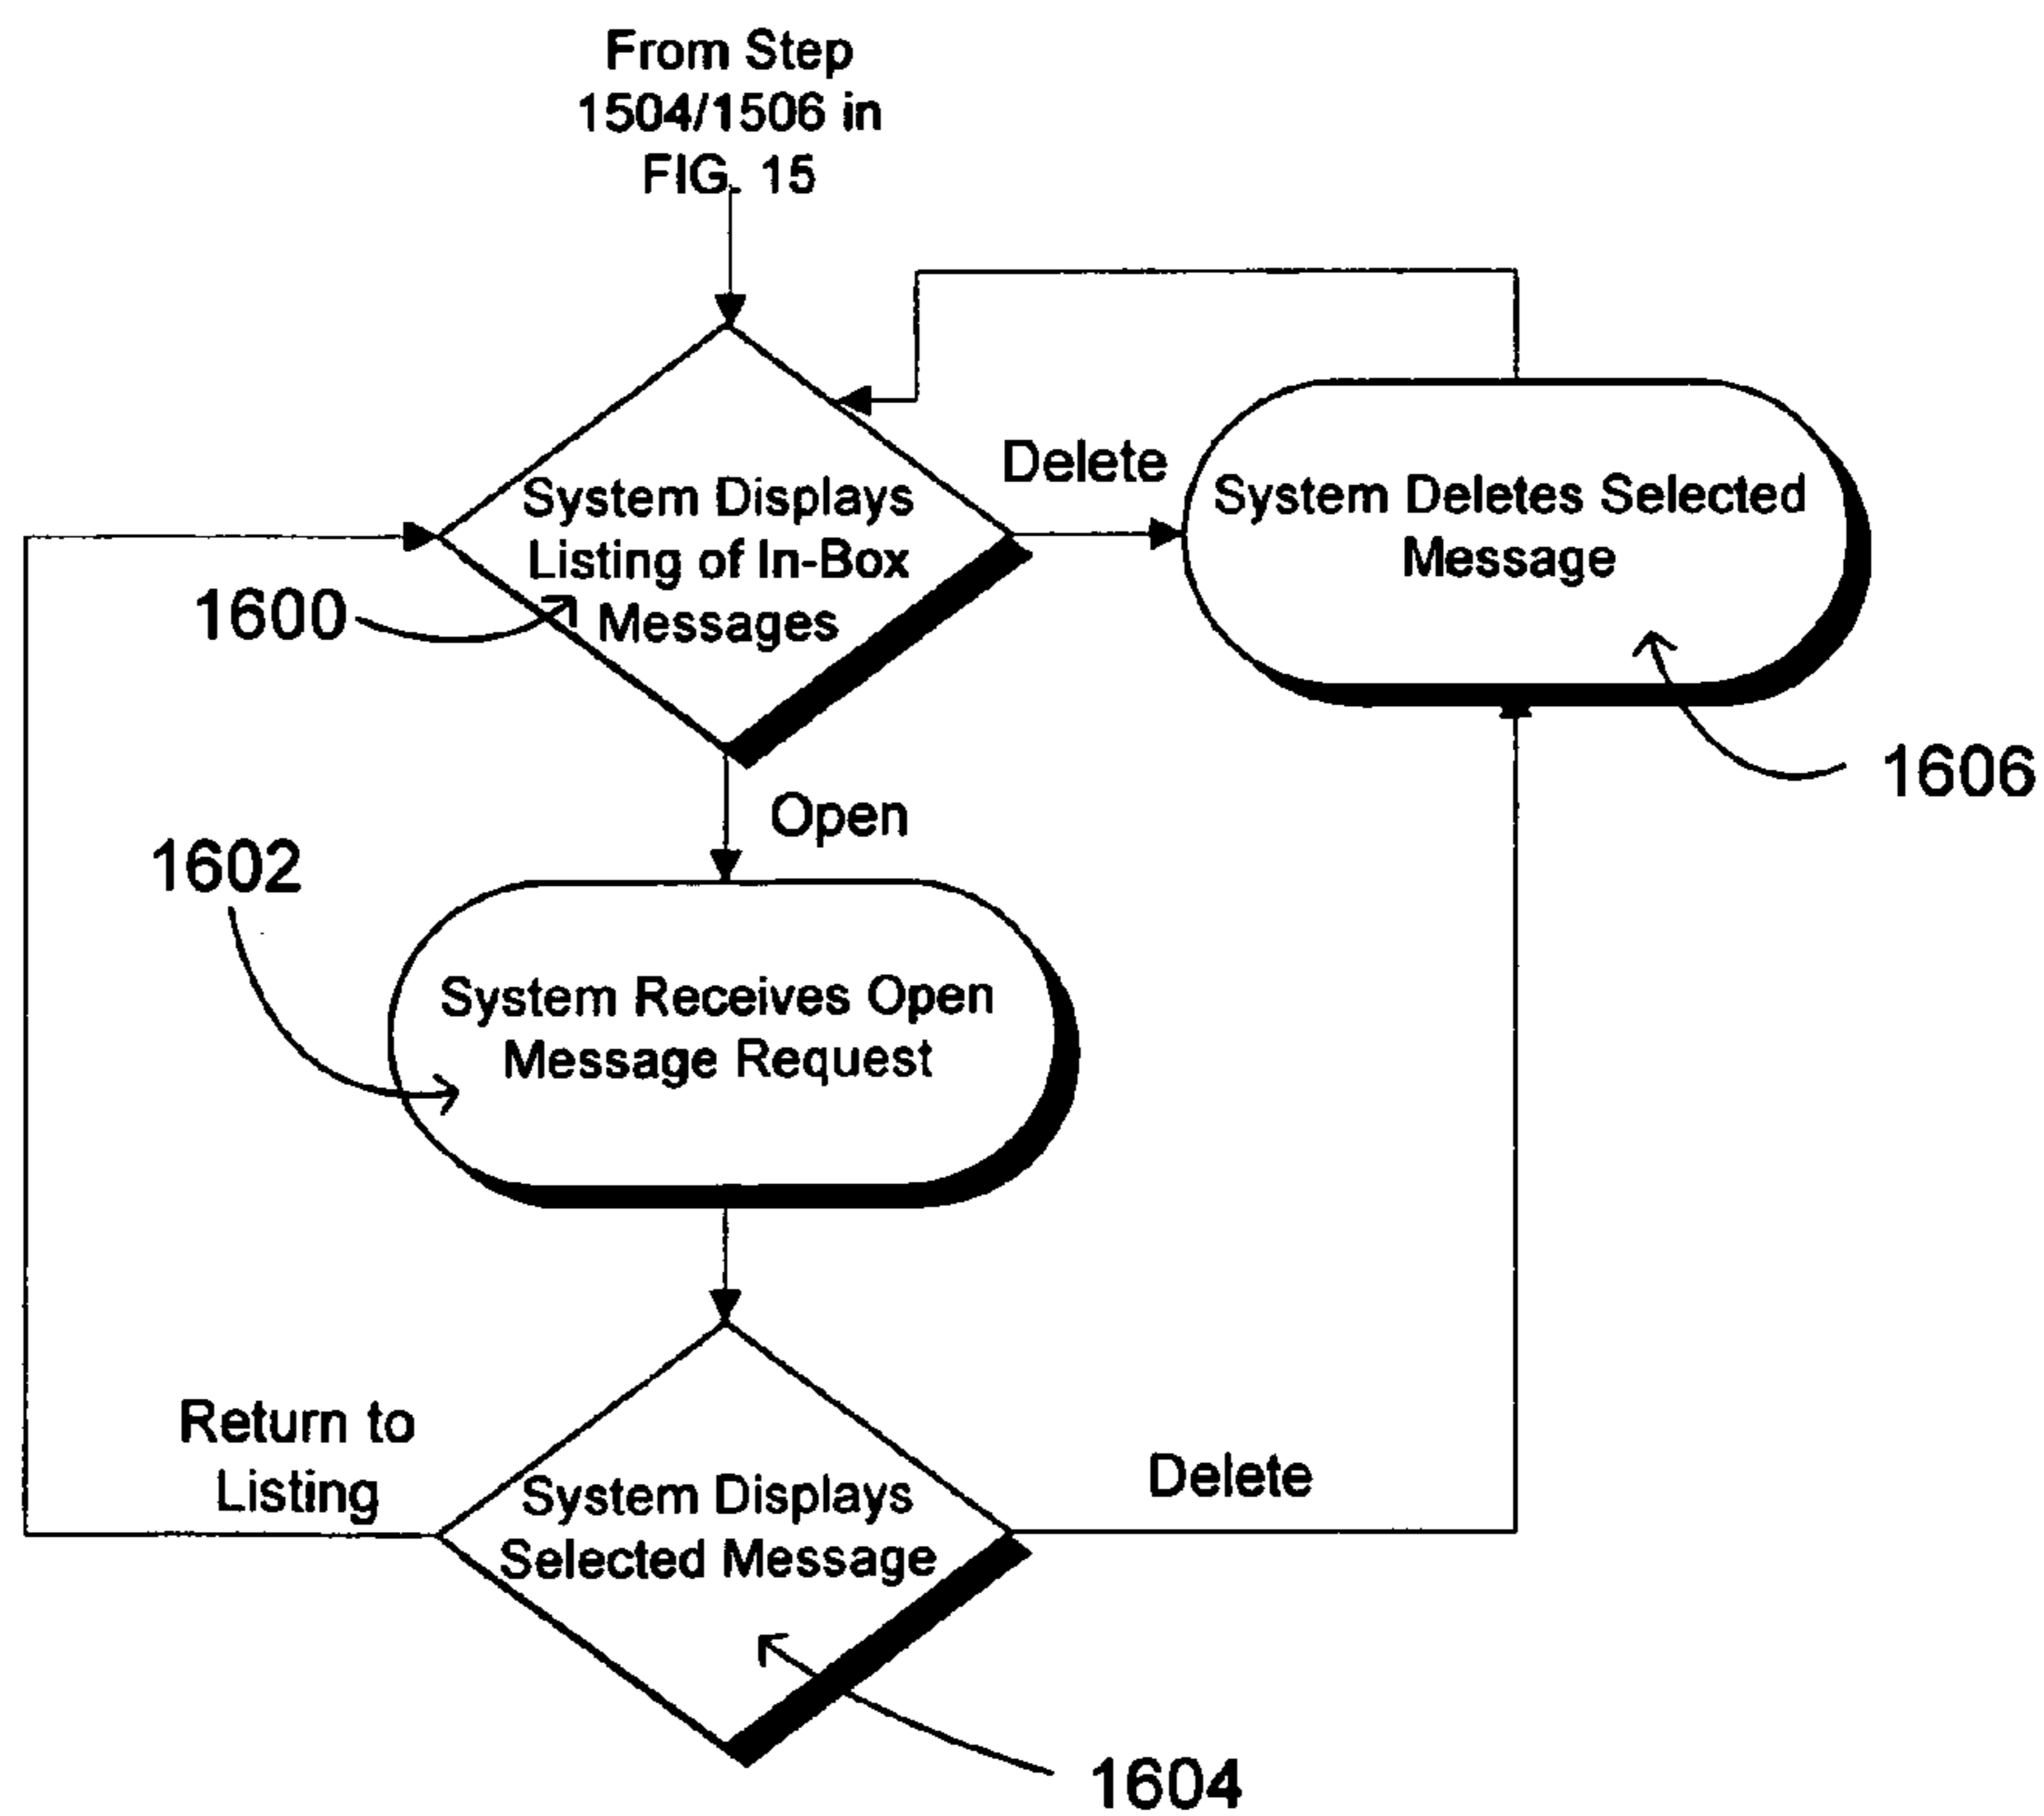 From Step
1504/1506 in
FIG. 15
Delete
System Displays
Listing of In-Box
Messages
1600
System Deletes Selected
Message
1606
Open
1602
System Receives Open
Message Request
Return to
Listing
System Displays
Selected Message
Delete
1604